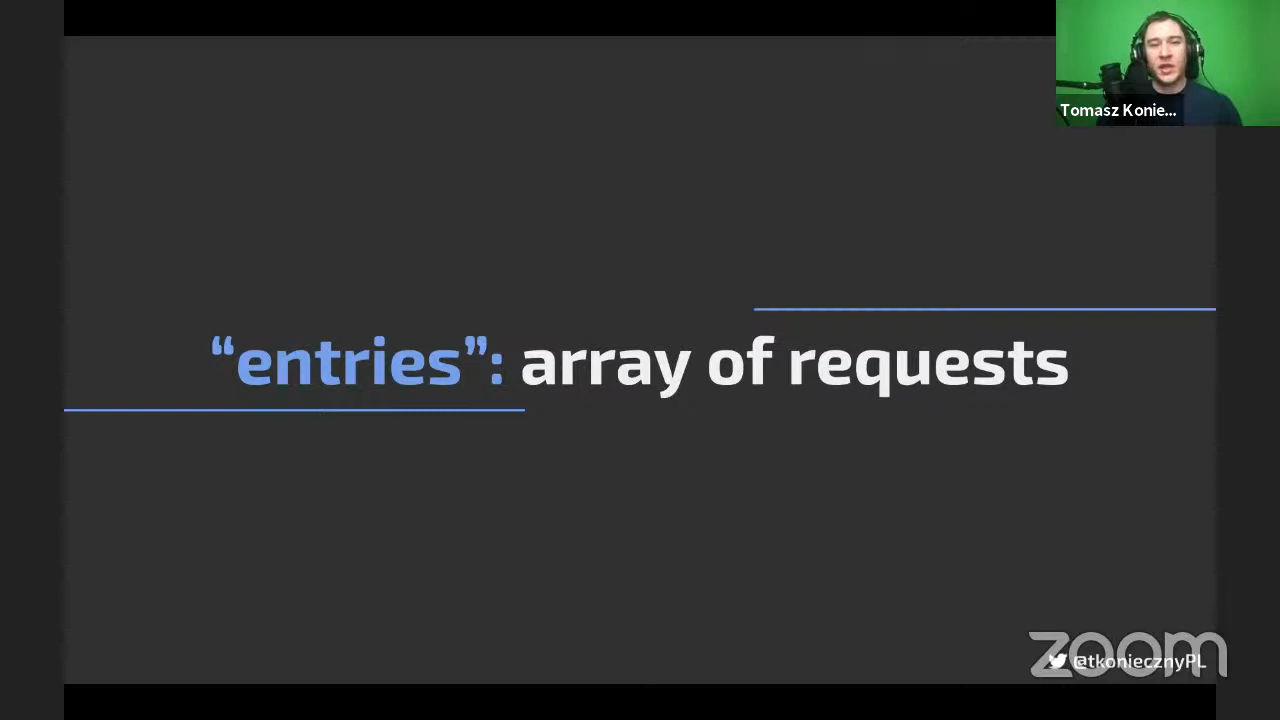 Tomasz Konie...
“entries”: array of requests
zoom
@tkoniecznyPL